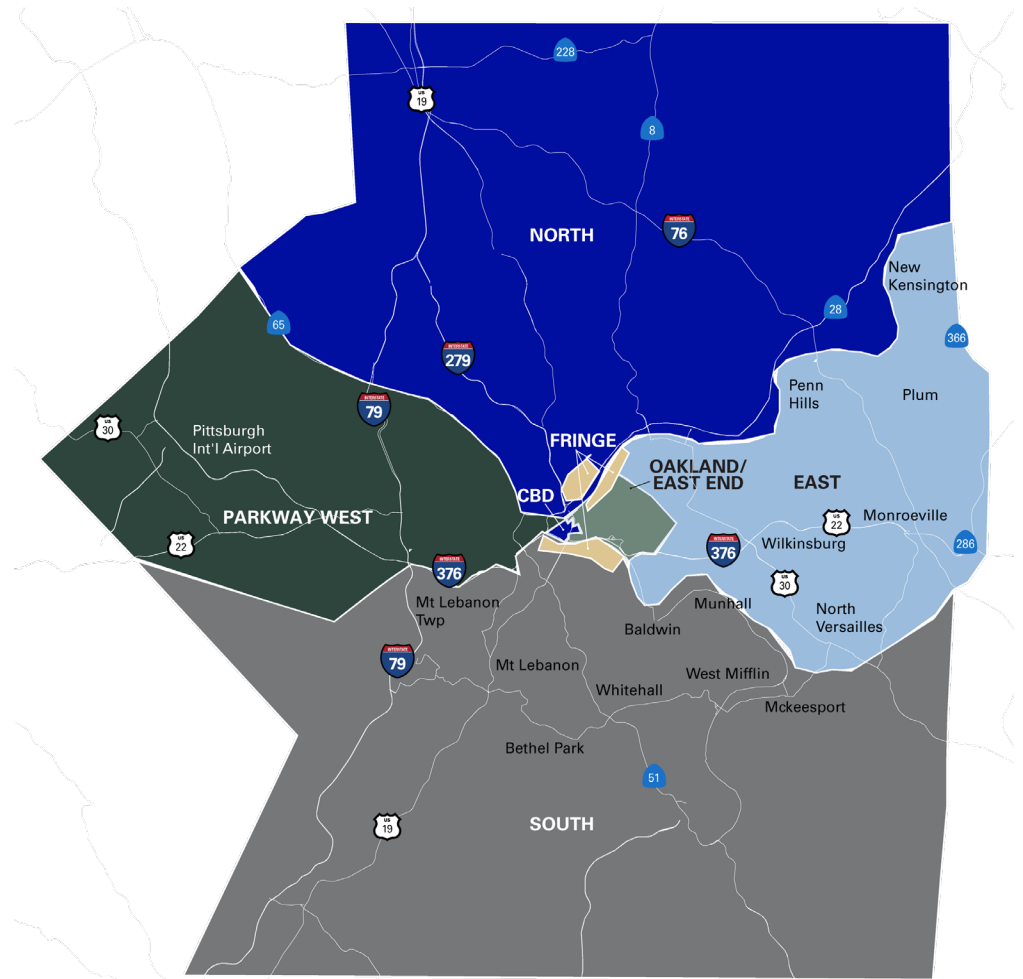 228
US
19
8
NORTH
INTERSTATE
76
New
Kensington
28
65
366
INTERSTATE
279
Penn
Hills
Plum
INTERSTATE
79
US
30
Pittsburgh
Int'l Airport
FRINGE
OAKLAND/
EAST END
EAST
CBD
PARKWAY WEST
US
22
Monroeville
US
22
Wilkinsburg
286
INTERSTATE
376
INTERSTATE
376
US
30
Mt Lebanon
Twp
Munhall
North
Versailles
Baldwin
INTERSTATE
79
Mt Lebanon
West Mifflin
Whitehall
Mckeesport
Bethel Park
51
US
19
SOUTH